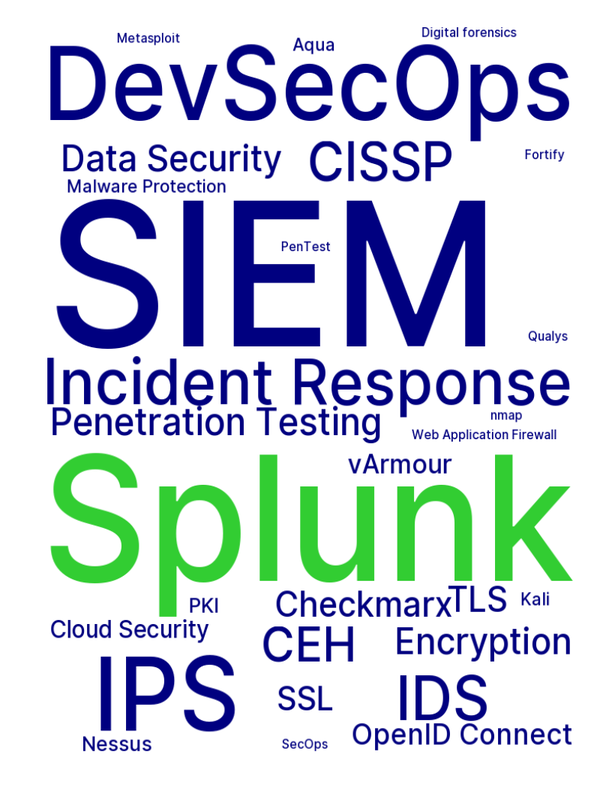 Metasploit
Aqua
Digital forensics
DevSecOps
Data Security
CISSP
Fortify
Malware Protection
SIEM
PenTest
Qualys
Incident Response
Penetration Testing
nmap
Web Application Firewall
Splunk
vArmour
PKI
Checkmarx
TLS
Kali
Cloud Security
CEH
Encryption
IPS
SSL
IDS
OpenID Connect
Nessus
SecOps